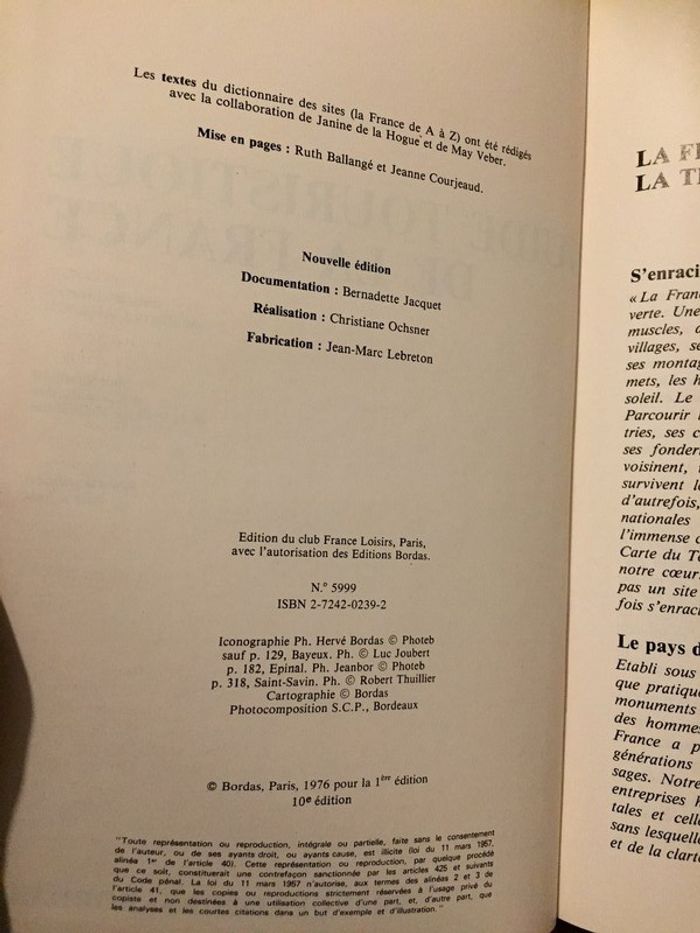 Les textes du dictionnaire des sites (la France de A à Z) ont été rédigés
avec la collaboration de Janine de la Hogue et de May Veber.
Mise en pages : Ruth Ballangé et Jeanne Courjeaud.
Nouvelle édition
Documentation : Bernadette Jacquet
Réalisation : Christiane Ochsner
Fabrication : Jean-Marc Lebreton
Edition du club France Loisirs, Paris,
avec l'autorisation des Editions Bordas.
N.° 5999
ISBN 2-7242-0239-2
Iconographie Ph. Hervé Bordas © Photeb
sauf p. 129, Bayeux. Ph. © Luc Joubert
p. 182, Epinal. Ph. Jeanbor © Photeb
p. 318, Saint-Savin. Ph. © Robert Thuillier
Cartographie © Bordas
Photocomposition S.C.P., Bordeaux
© Bordas, Paris, 1976 pour la 1ère édition
10e édition
"Toute représentation ou reproduction, intégrale ou partielle, faite sans le consentement
de l'auteur, ou de ses ayants droit, ou ayants cause, est illicite (loi du 11 mars 1957,
alinéa 1er de l'article 40). Cette représentation ou reproduction, par quelque procédé
que ce soit, constituerait une contrefaçon sanctionnée par les articles 425 et suivants
du Code pénal. La loi du 11 mars 1957 n'autorise, aux termes des alinéas 2 et 3 de
l'article 41, que les copies ou reproductions strictement réservées à l'usage privé du
copiste et non destinées à une utilisation collective d'une part, et, d'autre part, que
les analyses et les courtes citations dans un but d'exemple et d'illustration."
LA
LA
S'enraci
« La Fran
verte. Une
muscles,
villages, se
ses montag
mets, les h
soleil. Le
Parcourir
tries, ses c
ses fonder
voisinent,
survivent l
d'autrefois,
nationales
l'immense c
Carte du T
notre cœur
pas un site
fois s'enraci
Le pays d
Etabli sous
que pratiqu
monuments
des hommes
France a p
générations
sages. Notre
entreprises h
tales et cell
sans lesquell
et de la clart